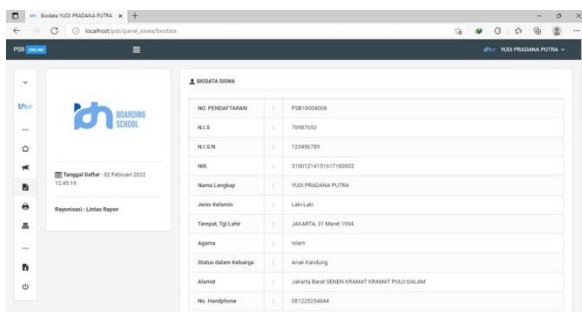 Biodata YUDI PRADANA PUTRA
localhost/psb/panel_siswa/biodata
PSB ONLINE
YUDI PRADANA PUTRA
BOARDING
SCHOOL
Tanggal Daftar : 02 Februari 2022
12:45:19
Rayonisasi : Lintas Rayon
BIODATA SISWA
NO. PENDAFTARAN : PSB18004008
N.I.S : 78987653
N.I.S.N : 123456789
NIK :
Nama Lengkap : YUDI PRADANA PUTRA
Jenis Kelamin : Laki-Laki
Tempat, Tgl Lahir : JAKARTA, 31 Maret 1994
Agama : Islam
Status dalam Keluarga : Anak Kandung
Alamat : Jakarta Barat SENEN KRAMAT KRAMAT PULO DALAM
No. Handphone : 081225254644